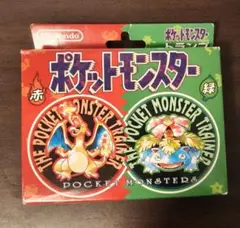 Nintendo
ポケットモンスター
トランプ
ポケットモンスター
赤
緑
THE POCKET MONSTER TRAINER
THE POCKET MONSTER TRAINER
POCKET MONSTERS